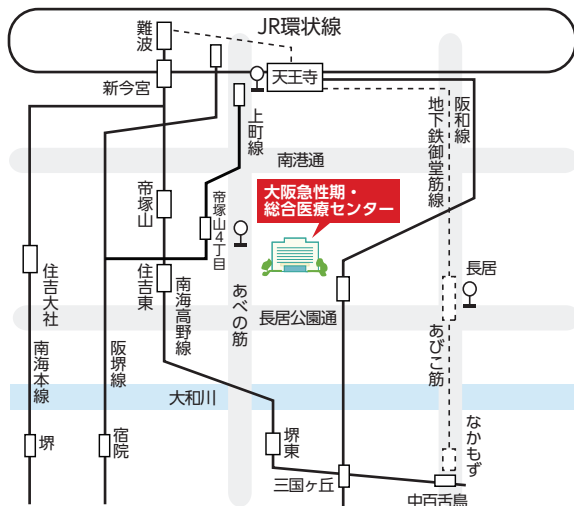 JR環状線
難波
天王寺
新今宮
上町線
阪和線
地下鉄御堂筋線
南港通
帝塚山
帝塚山4丁目
大阪急性期・
総合医療センター
住吉大社
住吉東
南海高野線
あべの筋
長居
長居公園通
あびこ筋
南海本線
阪堺線
大和川
堺
宿院
堺東
なかもず
三国ヶ丘
中百舌鳥